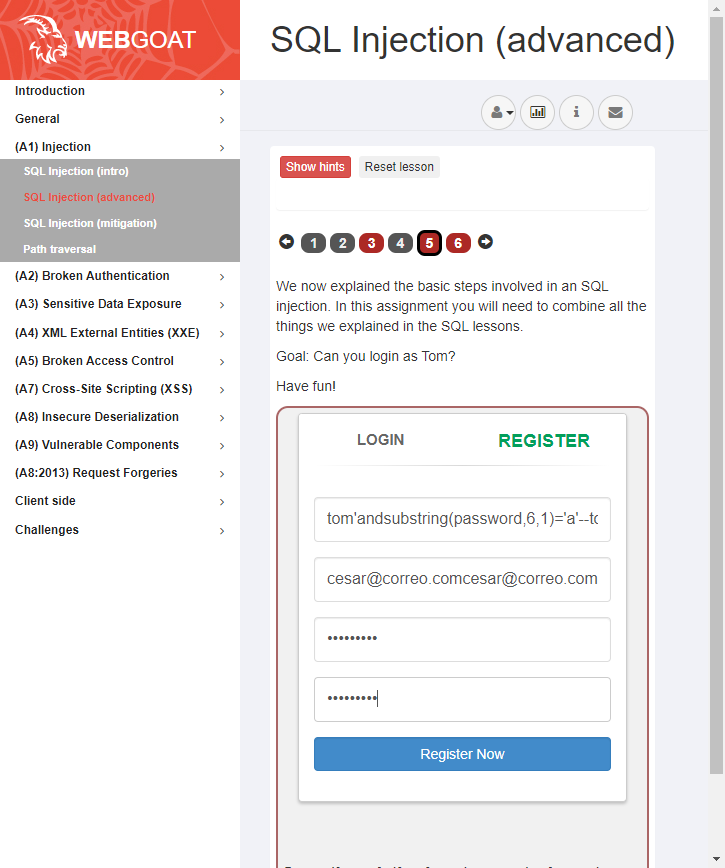 WEBGOAT
SQL Injection (advanced)
Introduction
General
(A1) Injection
SQL Injection (intro)
SQL Injection (advanced)
SQL Injection (mitigation)
Path traversal
(A2) Broken Authentication
(A3) Sensitive Data Exposure
(A4) XML External Entities (XXE)
(A5) Broken Access Control
(A7) Cross-Site Scripting (XSS)
(A8) Insecure Deserialization
(A9) Vulnerable Components
(A8:2013) Request Forgeries
Client side
Challenges
Show hints Reset lesson
1 2 3 4 5 6
We now explained the basic steps involved in an SQL
injection. In this assignment you will need to combine all the
things we explained in the SQL lessons.
Goal: Can you login as Tom?
Have fun!
LOGIN REGISTER
tom'andsubstring(password,6,1)='a'--
cesar@correo.comcesar@correo.com
•••••••••
•••••••••
Register Now